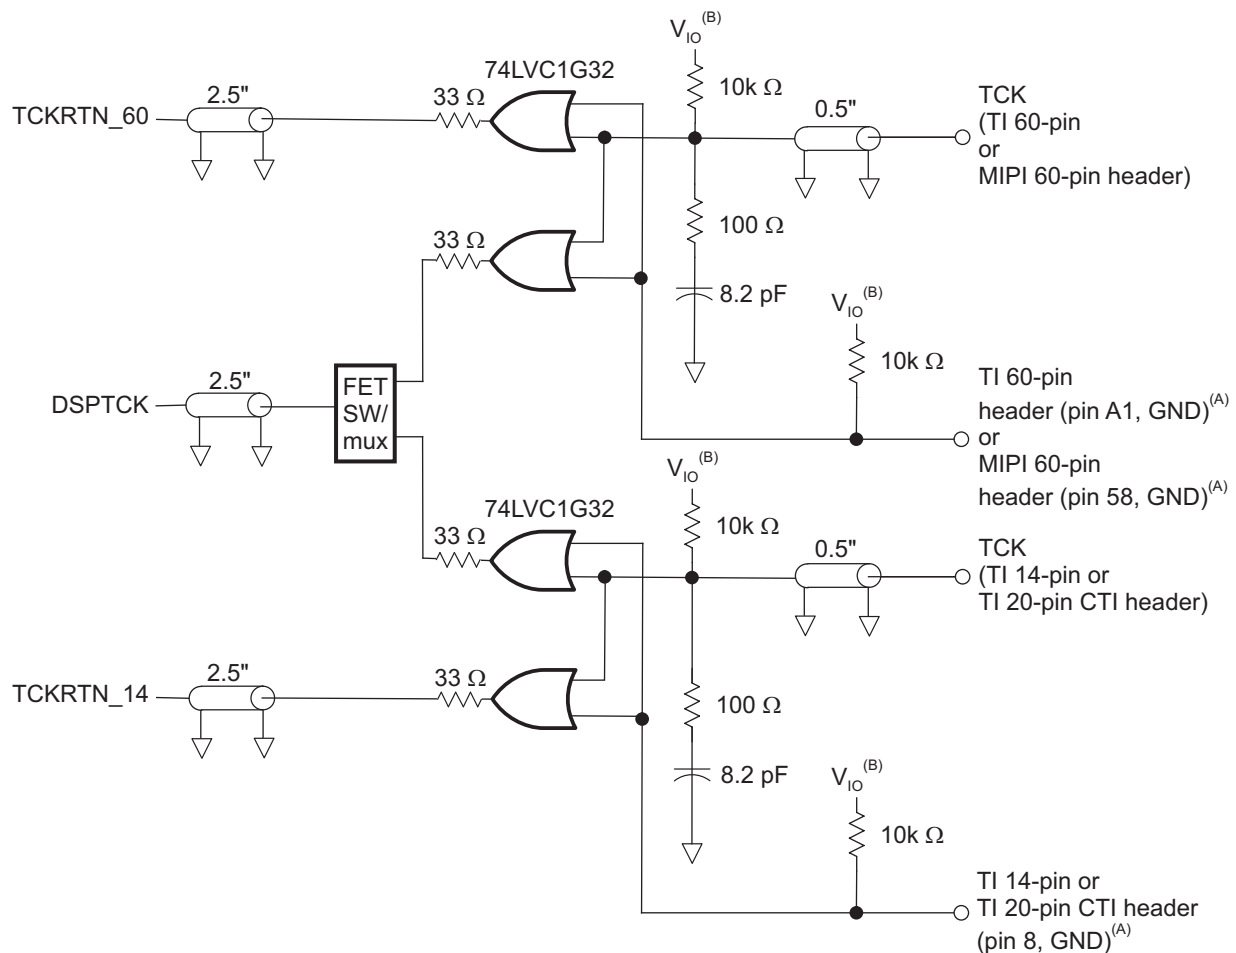 V_IO^(B)
74LVC1G32
10k Ω
2.5"
33 Ω
0.5"
TCK
TCKRTN_60
(TI 60-pin
or
MIPI 60-pin header)
33 Ω
100 Ω
8.2 pF
V_IO^(B)
10k Ω
2.5"
FET
SW/
mux
DSPTCK
TI 60-pin
header (pin A1, GND)^(A)
or
MIPI 60-pin
header (pin 58, GND)^(A)
V_IO^(B)
74LVC1G32
10k Ω
33 Ω
0.5"
TCK
(TI 14-pin or
TI 20-pin CTI header)
2.5"
33 Ω
TCKRTN_14
100 Ω
8.2 pF
V_IO^(B)
10k Ω
TI 14-pin or
TI 20-pin CTI header
(pin 8, GND)^(A)